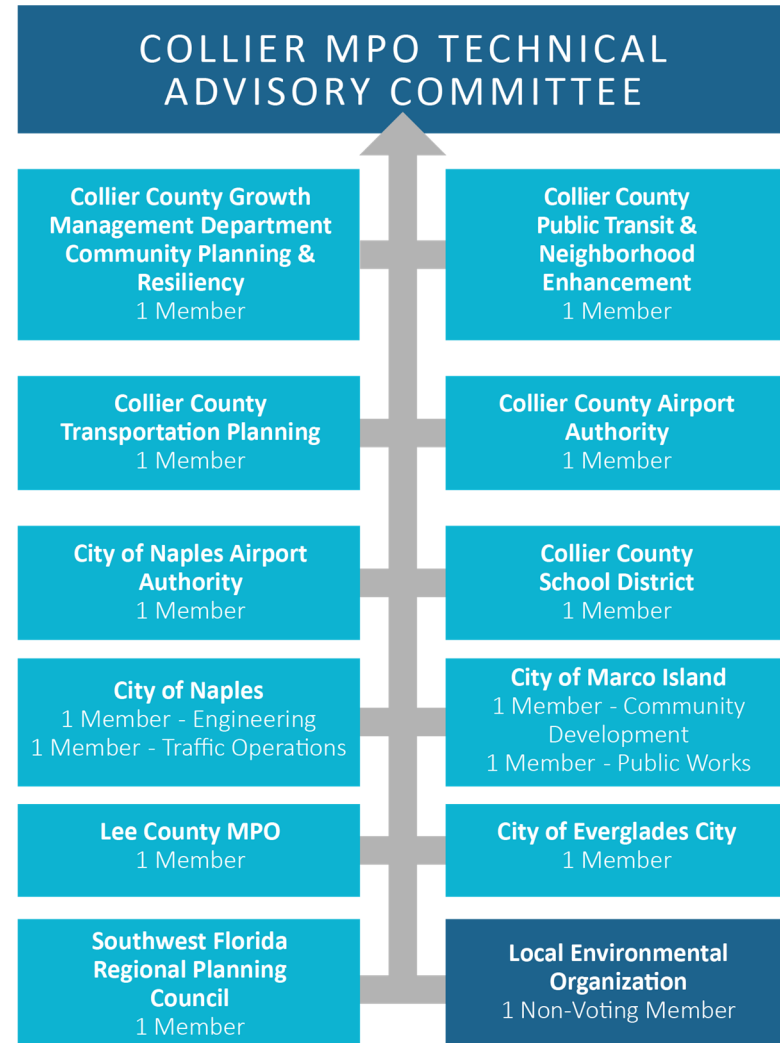 COLLIER MPO TECHNICAL
ADVISORY COMMITTEE
Collier County Growth
Management Department
Community Planning &
Resiliency
1 Member
Collier County
Public Transit &
Neighborhood
Enhancement
1 Member
Collier County
Transportation Planning
1 Member
Collier County Airport
Authority
1 Member
City of Naples Airport
Authority
1 Member
Collier County
School District
1 Member
City of Naples
1 Member - Engineering
1 Member - Traffic Operations
City of Marco Island
1 Member - Community
Development
1 Member - Public Works
Lee County MPO
1 Member
City of Everglades City
1 Member
Southwest Florida
Regional Planning
Council
1 Member
Local Environmental
Organization
1 Non-Voting Member